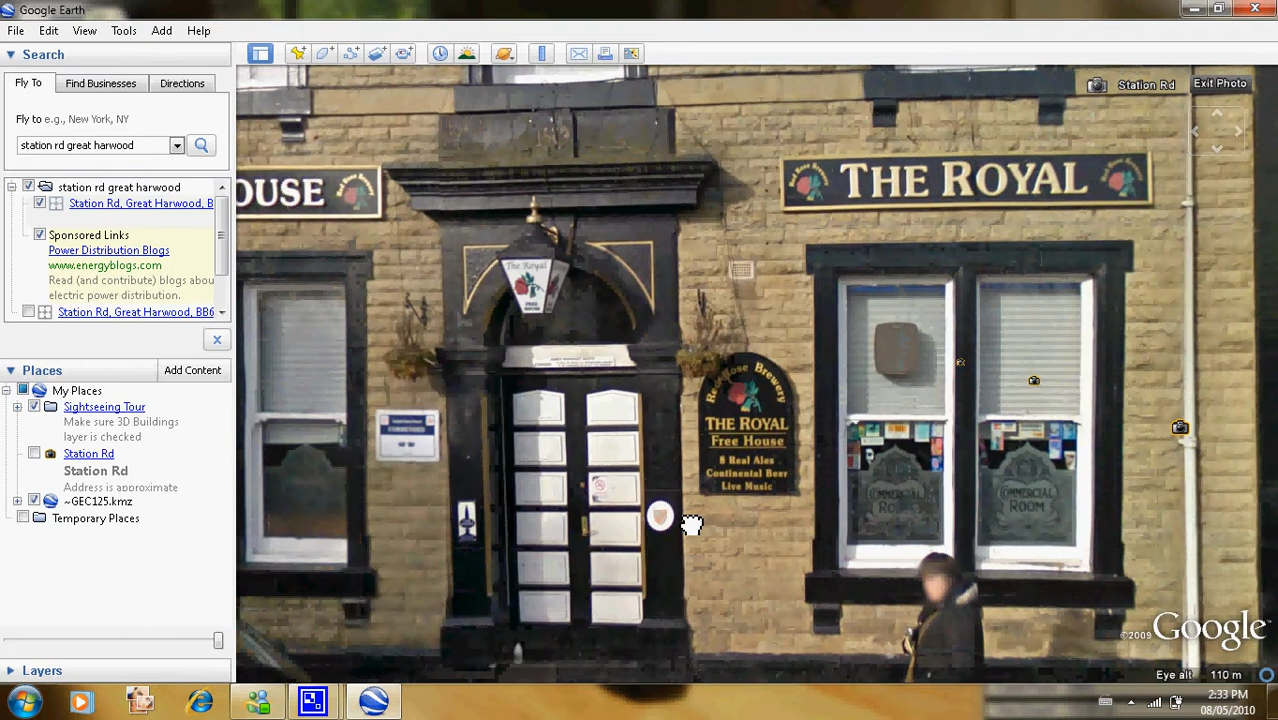 Google Earth
File Edit View Tools Add Help
Search
Fly To Find Businesses Directions
Fly to e.g., New York, NY
station rd great harwood
station rd great harwood
Station Rd, Great Harwood, B
Sponsored Links
Power Distribution Blogs
www.energyblogs.com
Read (and contribute) blogs abou
electric power distribution.
Station Rd, Great Harwood, BB6
Places
Add Content
My Places
Sightseeing Tour
Make sure 3D Buildings
layer is checked
Station Rd
Station Rd
Address is approximate
~GEC125.kmz
Temporary Places
Layers
Station Rd
Exit Photo
OUSE
Red Rose Brewery
THE ROYAL
The Royal
FREE
HOUSE
Red Rose Brewery
THE ROYAL
Free House
8 Real Ales
Continental Beer
Live Music
COMMERCIAL
ROOM
COMMERCIAL
ROOM
©2009 Google
Eye alt 110 m
2:33 PM
08/05/2010